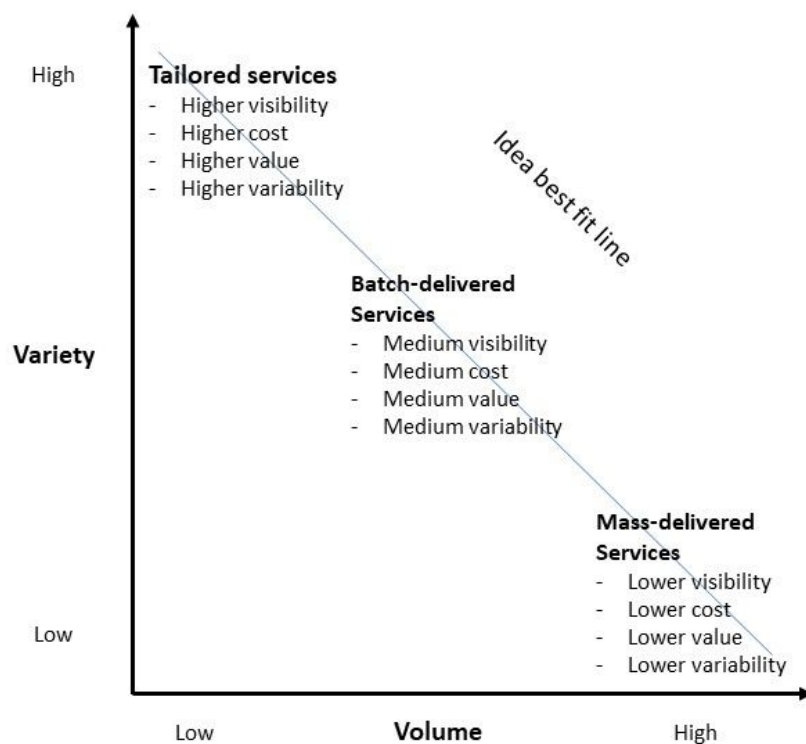 High
Tailored services
- Higher visibility
- Higher cost
- Higher value
- Higher variability
Idea best fit line
Batch-delivered
Services
- Medium visibility
- Medium cost
- Medium value
- Medium variability
Variety
Mass-delivered
Services
- Lower visibility
- Lower cost
- Lower value
- Lower variability
Low
Low
Volume
High